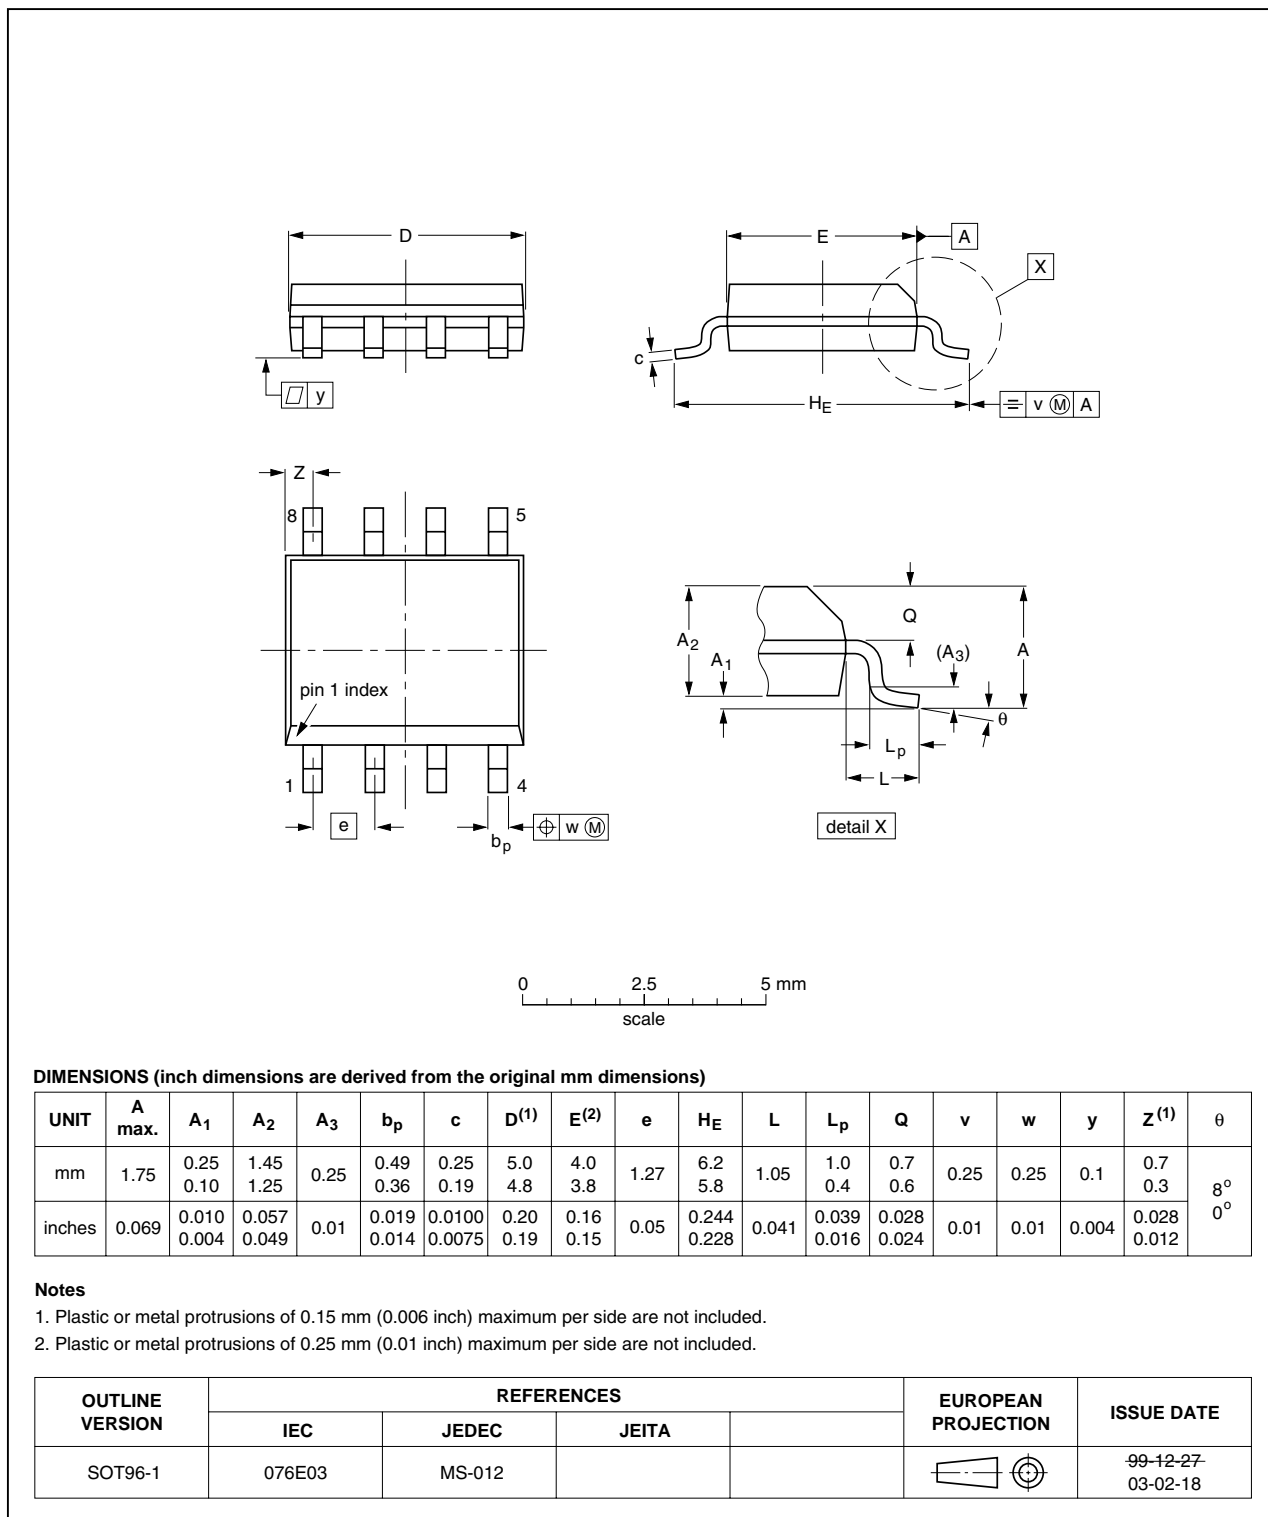 D
E
A
X
c
y
HE
v M A
Z
8
5
Q
A2
A1
(A3)
A
pin 1 index
θ
Lp
L
1
4
e
w M
bp
detail X
0 2.5 5 mm
scale
DIMENSIONS (inch dimensions are derived from the original mm dimensions)
UNIT A max. A1 A2 A3 bp c D(1) E(2) e HE L Lp Q v w y Z(1) θ
mm 1.75 0.25 0.10 1.45 1.25 0.25 0.49 0.36 0.25 0.19 5.0 4.8 4.0 3.8 1.27 6.2 5.8 1.05 1.0 0.4 0.7 0.6 0.25 0.25 0.1 0.7 0.3 8° 0°
inches 0.069 0.010 0.004 0.057 0.049 0.01 0.019 0.014 0.0100 0.0075 0.20 0.19 0.16 0.15 0.05 0.244 0.228 0.041 0.039 0.016 0.028 0.024 0.01 0.01 0.004 0.028 0.012
Notes
1. Plastic or metal protrusions of 0.15 mm (0.006 inch) maximum per side are not included.
2. Plastic or metal protrusions of 0.25 mm (0.01 inch) maximum per side are not included.
OUTLINE VERSION REFERENCES EUROPEAN PROJECTION ISSUE DATE
IEC JEDEC JEITA
SOT96-1 076E03 MS-012 99-12-27
03-02-18